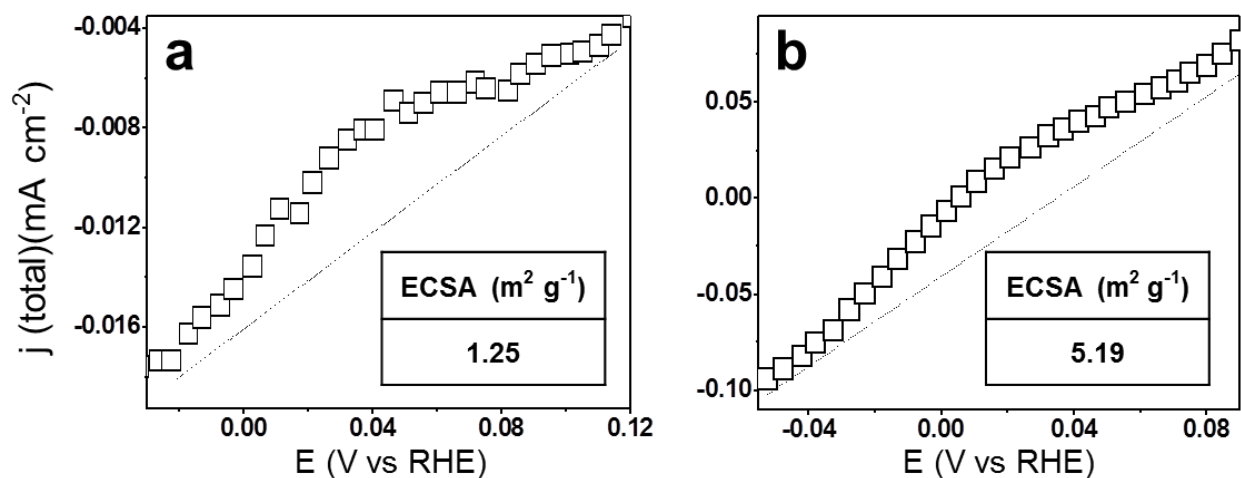 a
j (total)(mA cm⁻²)
-0.004
-0.008
-0.012
-0.016
0.00
0.04
0.08
0.12
E (V vs RHE)
ECSA (m² g⁻¹)
1.25
b
0.05
0.00
-0.05
-0.10
-0.04
0.00
0.04
0.08
E (V vs RHE)
ECSA (m² g⁻¹)
5.19